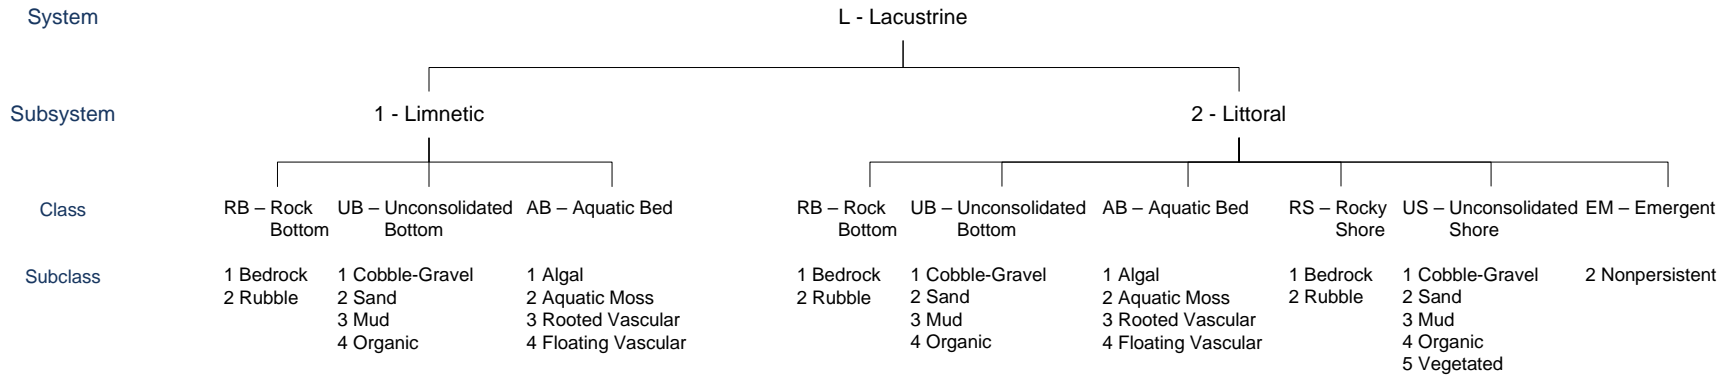 System
L - Lacustrine
Subsystem
1 - Limnetic
2 - Littoral
Class
RB – Rock
Bottom
UB – Unconsolidated
Bottom
AB – Aquatic Bed
RB – Rock
Bottom
UB – Unconsolidated
Bottom
AB – Aquatic Bed
RS – Rocky
Shore
US – Unconsolidated
Shore
EM – Emergent
Subclass
1 Bedrock
2 Rubble
1 Cobble-Gravel
2 Sand
3 Mud
4 Organic
1 Algal
2 Aquatic Moss
3 Rooted Vascular
4 Floating Vascular
1 Bedrock
2 Rubble
1 Cobble-Gravel
2 Sand
3 Mud
4 Organic
1 Algal
2 Aquatic Moss
3 Rooted Vascular
4 Floating Vascular
1 Bedrock
2 Rubble
1 Cobble-Gravel
2 Sand
3 Mud
4 Organic
5 Vegetated
2 Nonpersistent